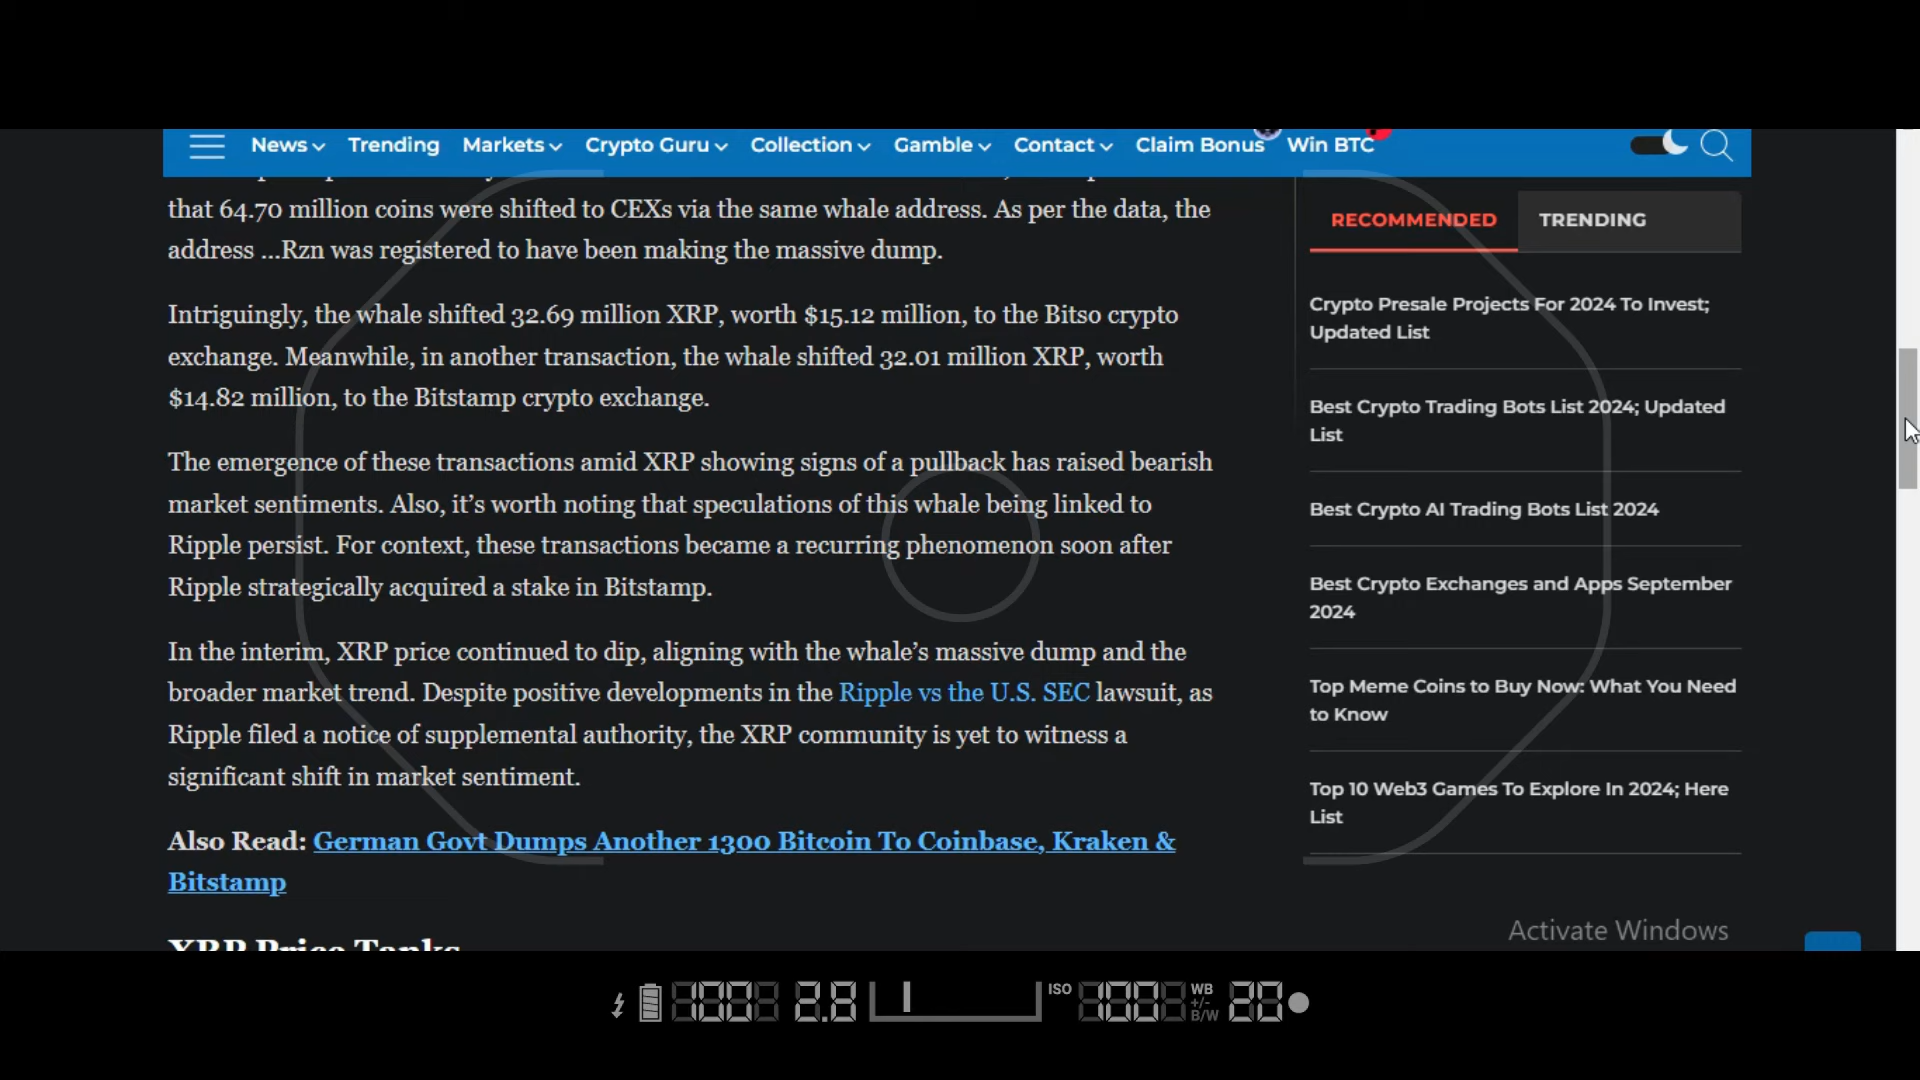 News Trending Markets Crypto Guru Collection Gamble Contact Claim Bonus Win BTC
that 64.70 million coins were shifted to CEXs via the same whale address. As per the data, the
address ...Rzn was registered to have been making the massive dump.
Intriguingly, the whale shifted 32.69 million XRP, worth $15.12 million, to the Bitso crypto
exchange. Meanwhile, in another transaction, the whale shifted 32.01 million XRP, worth
$14.82 million, to the Bitstamp crypto exchange.
The emergence of these transactions amid XRP showing signs of a pullback has raised bearish
market sentiments. Also, it’s worth noting that speculations of this whale being linked to
Ripple persist. For context, these transactions became a recurring phenomenon soon after
Ripple strategically acquired a stake in Bitstamp.
In the interim, XRP price continued to dip, aligning with the whale’s massive dump and the
broader market trend. Despite positive developments in the Ripple vs the U.S. SEC lawsuit, as
Ripple filed a notice of supplemental authority, the XRP community is yet to witness a
significant shift in market sentiment.
Also Read: German Govt Dumps Another 1300 Bitcoin To Coinbase, Kraken &
Bitstamp
XRP Price Tanks
RECOMMENDED TRENDING
Crypto Presale Projects For 2024 To Invest;
Updated List
Best Crypto Trading Bots List 2024; Updated
List
Best Crypto AI Trading Bots List 2024
Best Crypto Exchanges and Apps September
2024
Top Meme Coins to Buy Now: What You Need
to Know
Top 10 Web3 Games To Explore In 2024; Here
List
Activate Windows
100 2.8 ISO 100 WB +/- B/W 20